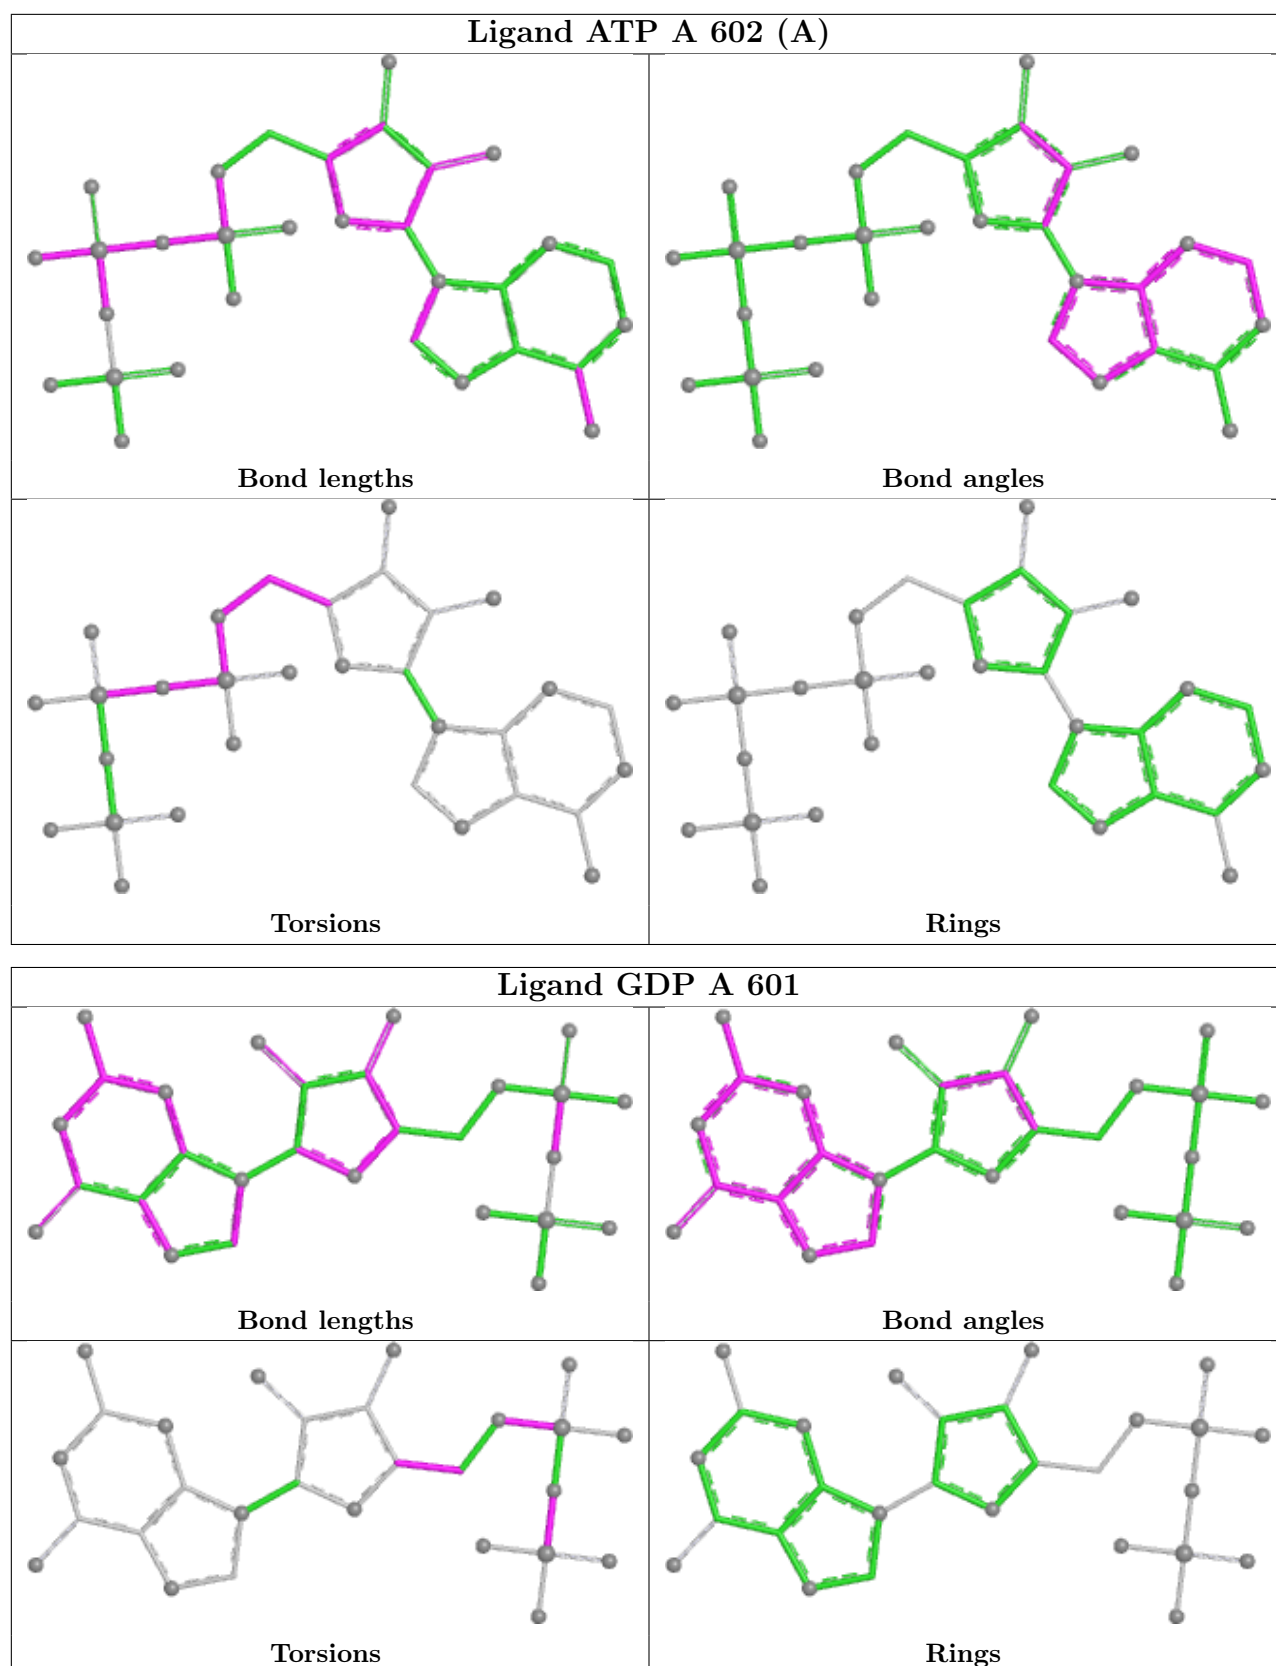 Ligand ATP A 602 (A)
Bond lengths
Bond angles
Torsions
Rings
Ligand GDP A 601
Bond lengths
Bond angles
Torsions
Rings